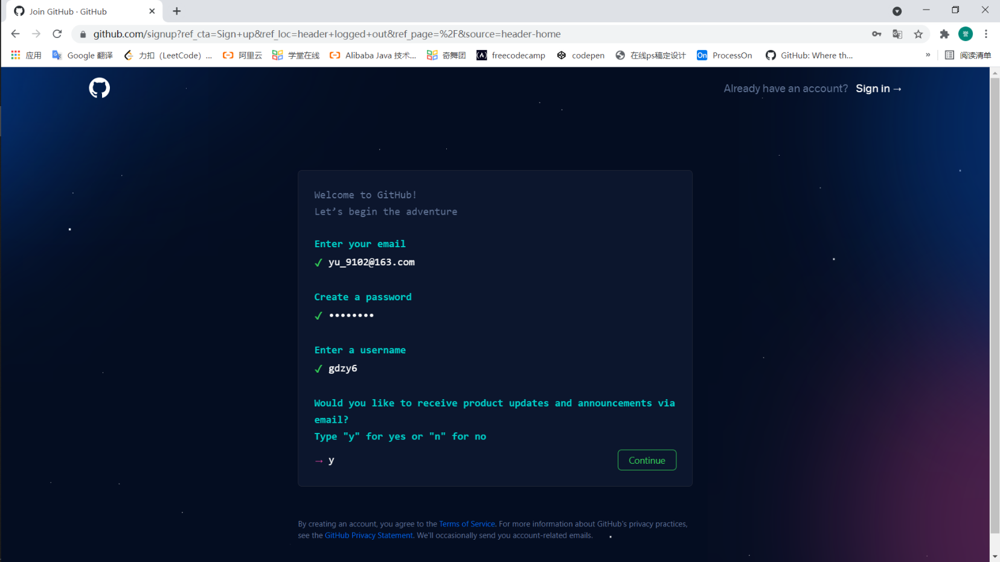 Join GitHub · GitHub
github.com/signup?ref_cta=Sign+up&ref_loc=header+logged+out&ref_page=%2F&source=header-home
应用 Google 翻译 力扣（LeetCode）... 阿里云 学堂在线 Alibaba Java 技术... 奇舞团 freecodecamp codepen 在线ps稿定设计 On ProcessOn GitHub: Where th... » 阅读清单
Already have an account? Sign in →
Welcome to GitHub!
Let’s begin the adventure
Enter your email
✓ yu_9102@163.com
Create a password
✓ ••••••••
Enter a username
✓ gdzy6
Would you like to receive product updates and announcements via
email?
Type "y" for yes or "n" for no
→ y Continue
By creating an account, you agree to the Terms of Service. For more information about GitHub's privacy practices,
see the GitHub Privacy Statement. We'll occasionally send you account-related emails.